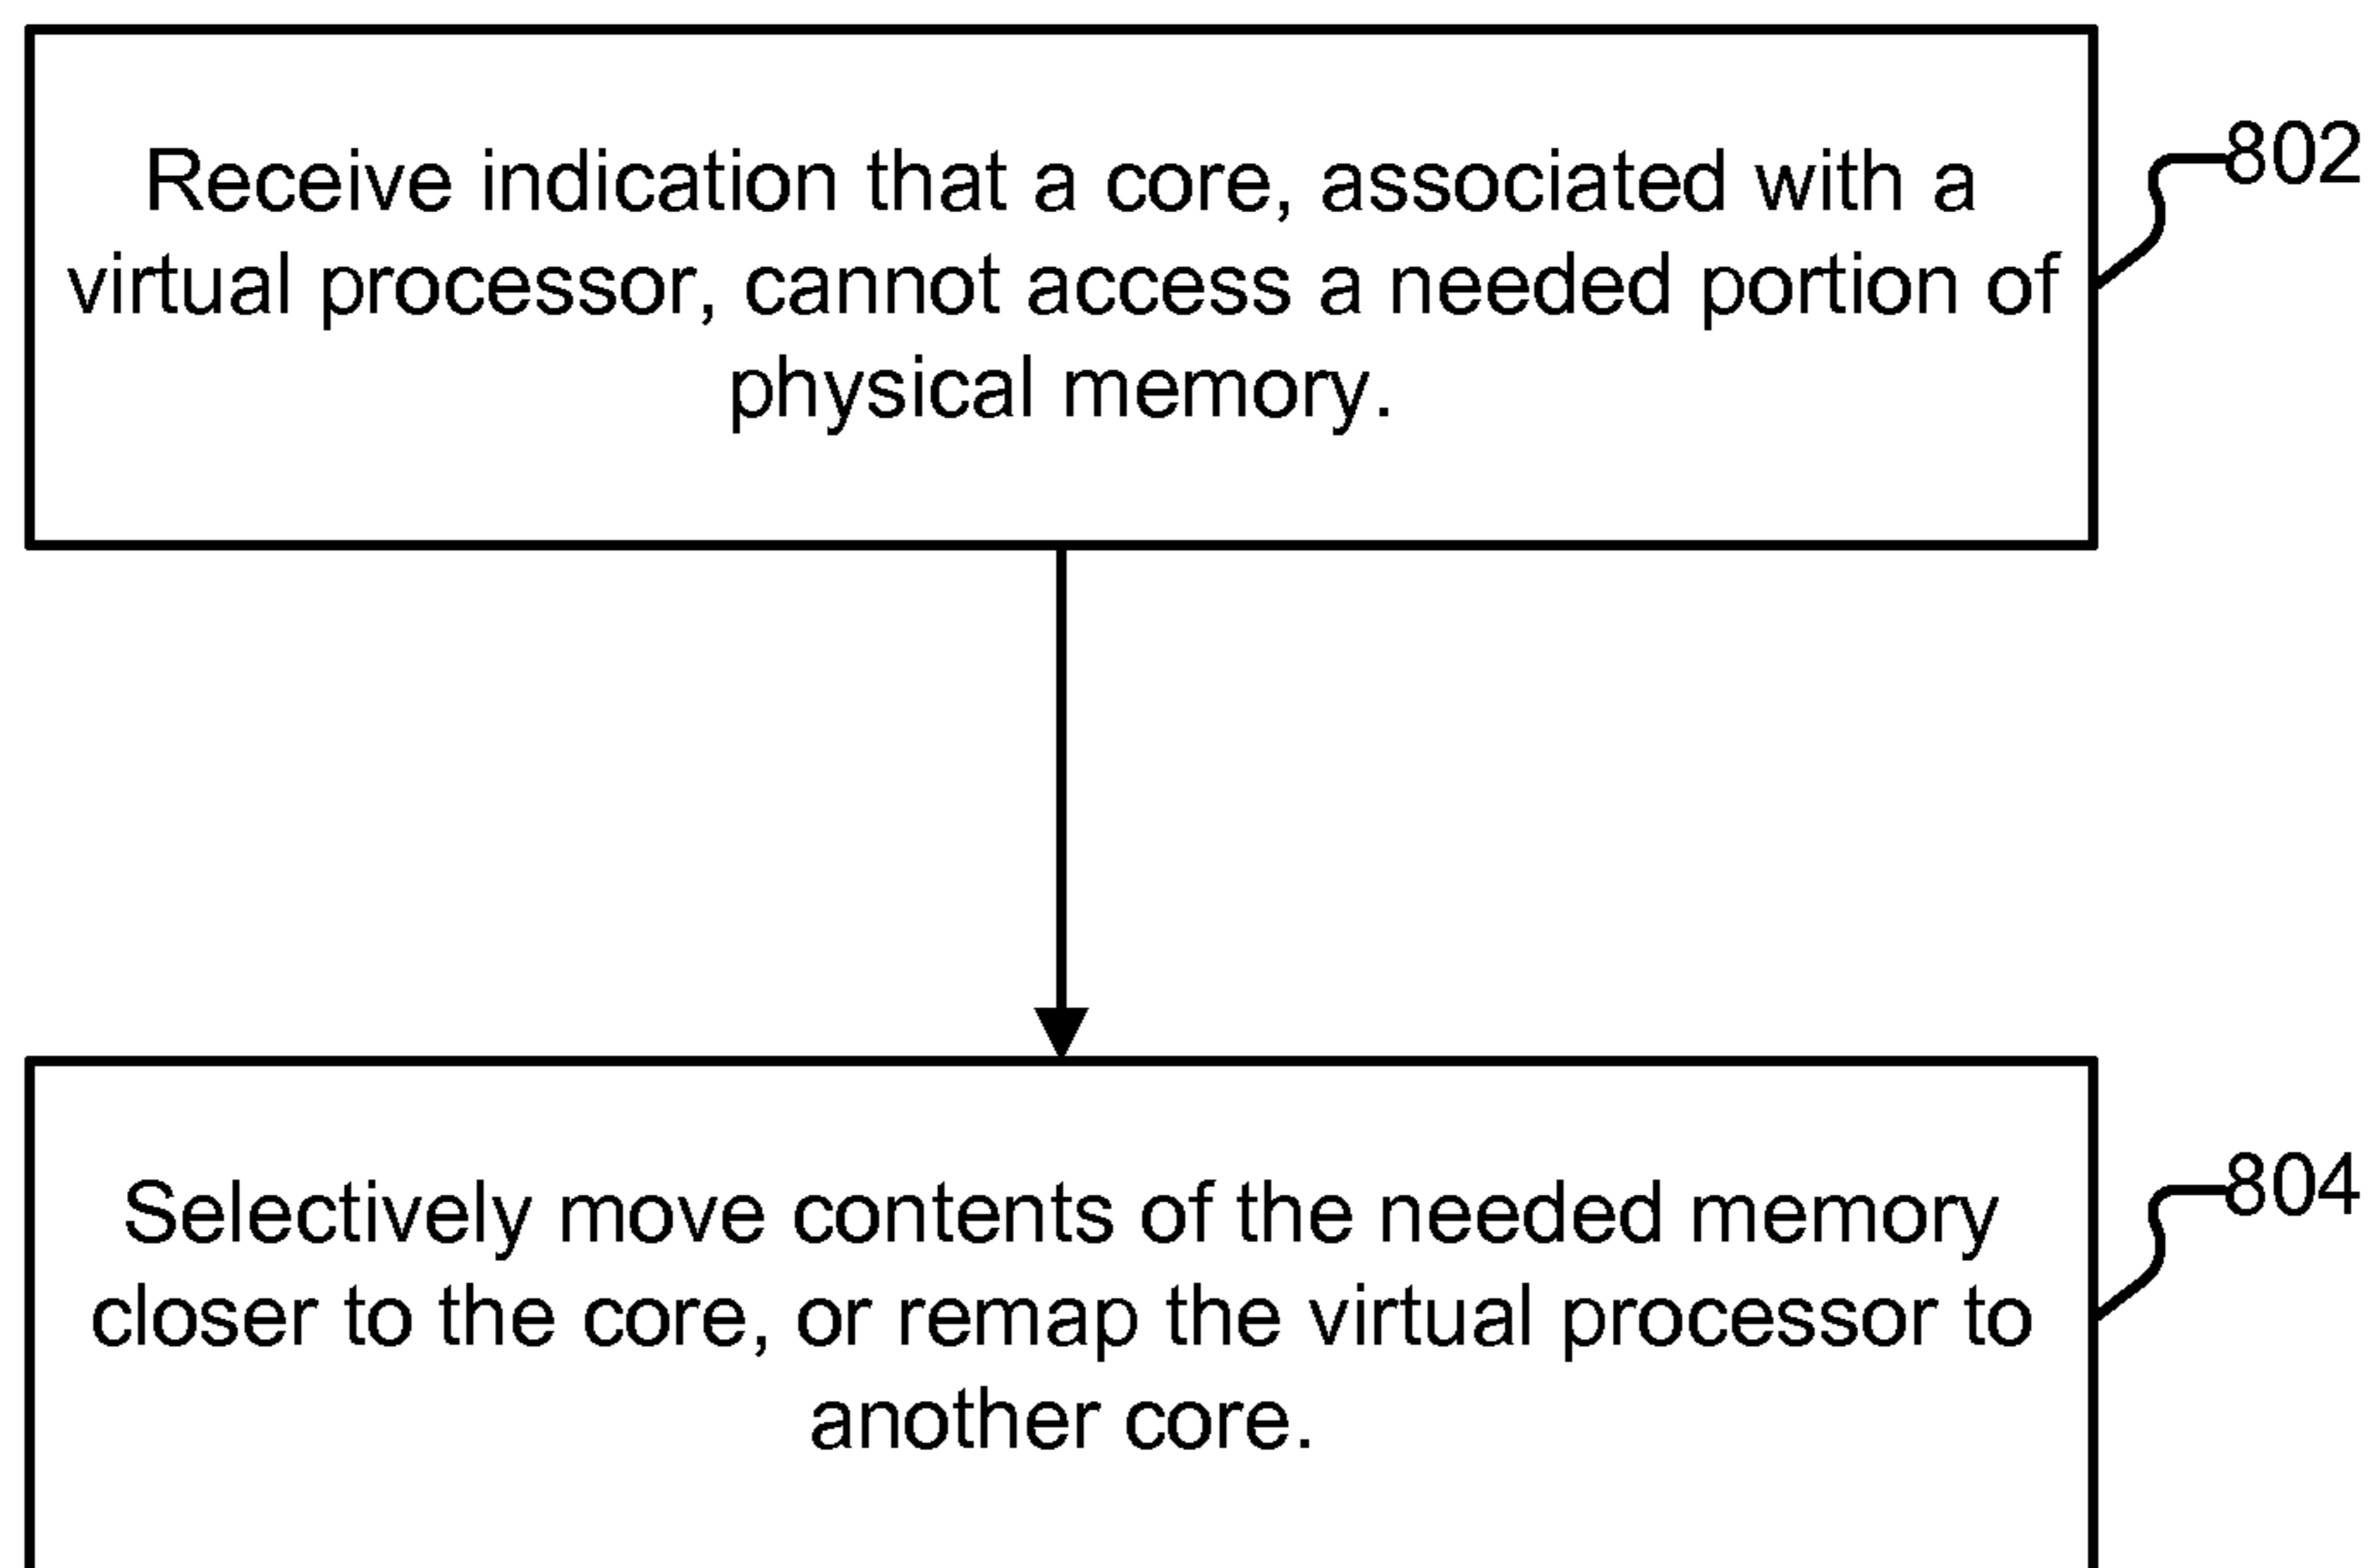 Receive indication that a core, associated with a
virtual processor, cannot access a needed portion of
physical memory.
802
Selectively move contents of the needed memory
closer to the core, or remap the virtual processor to
another core.
804